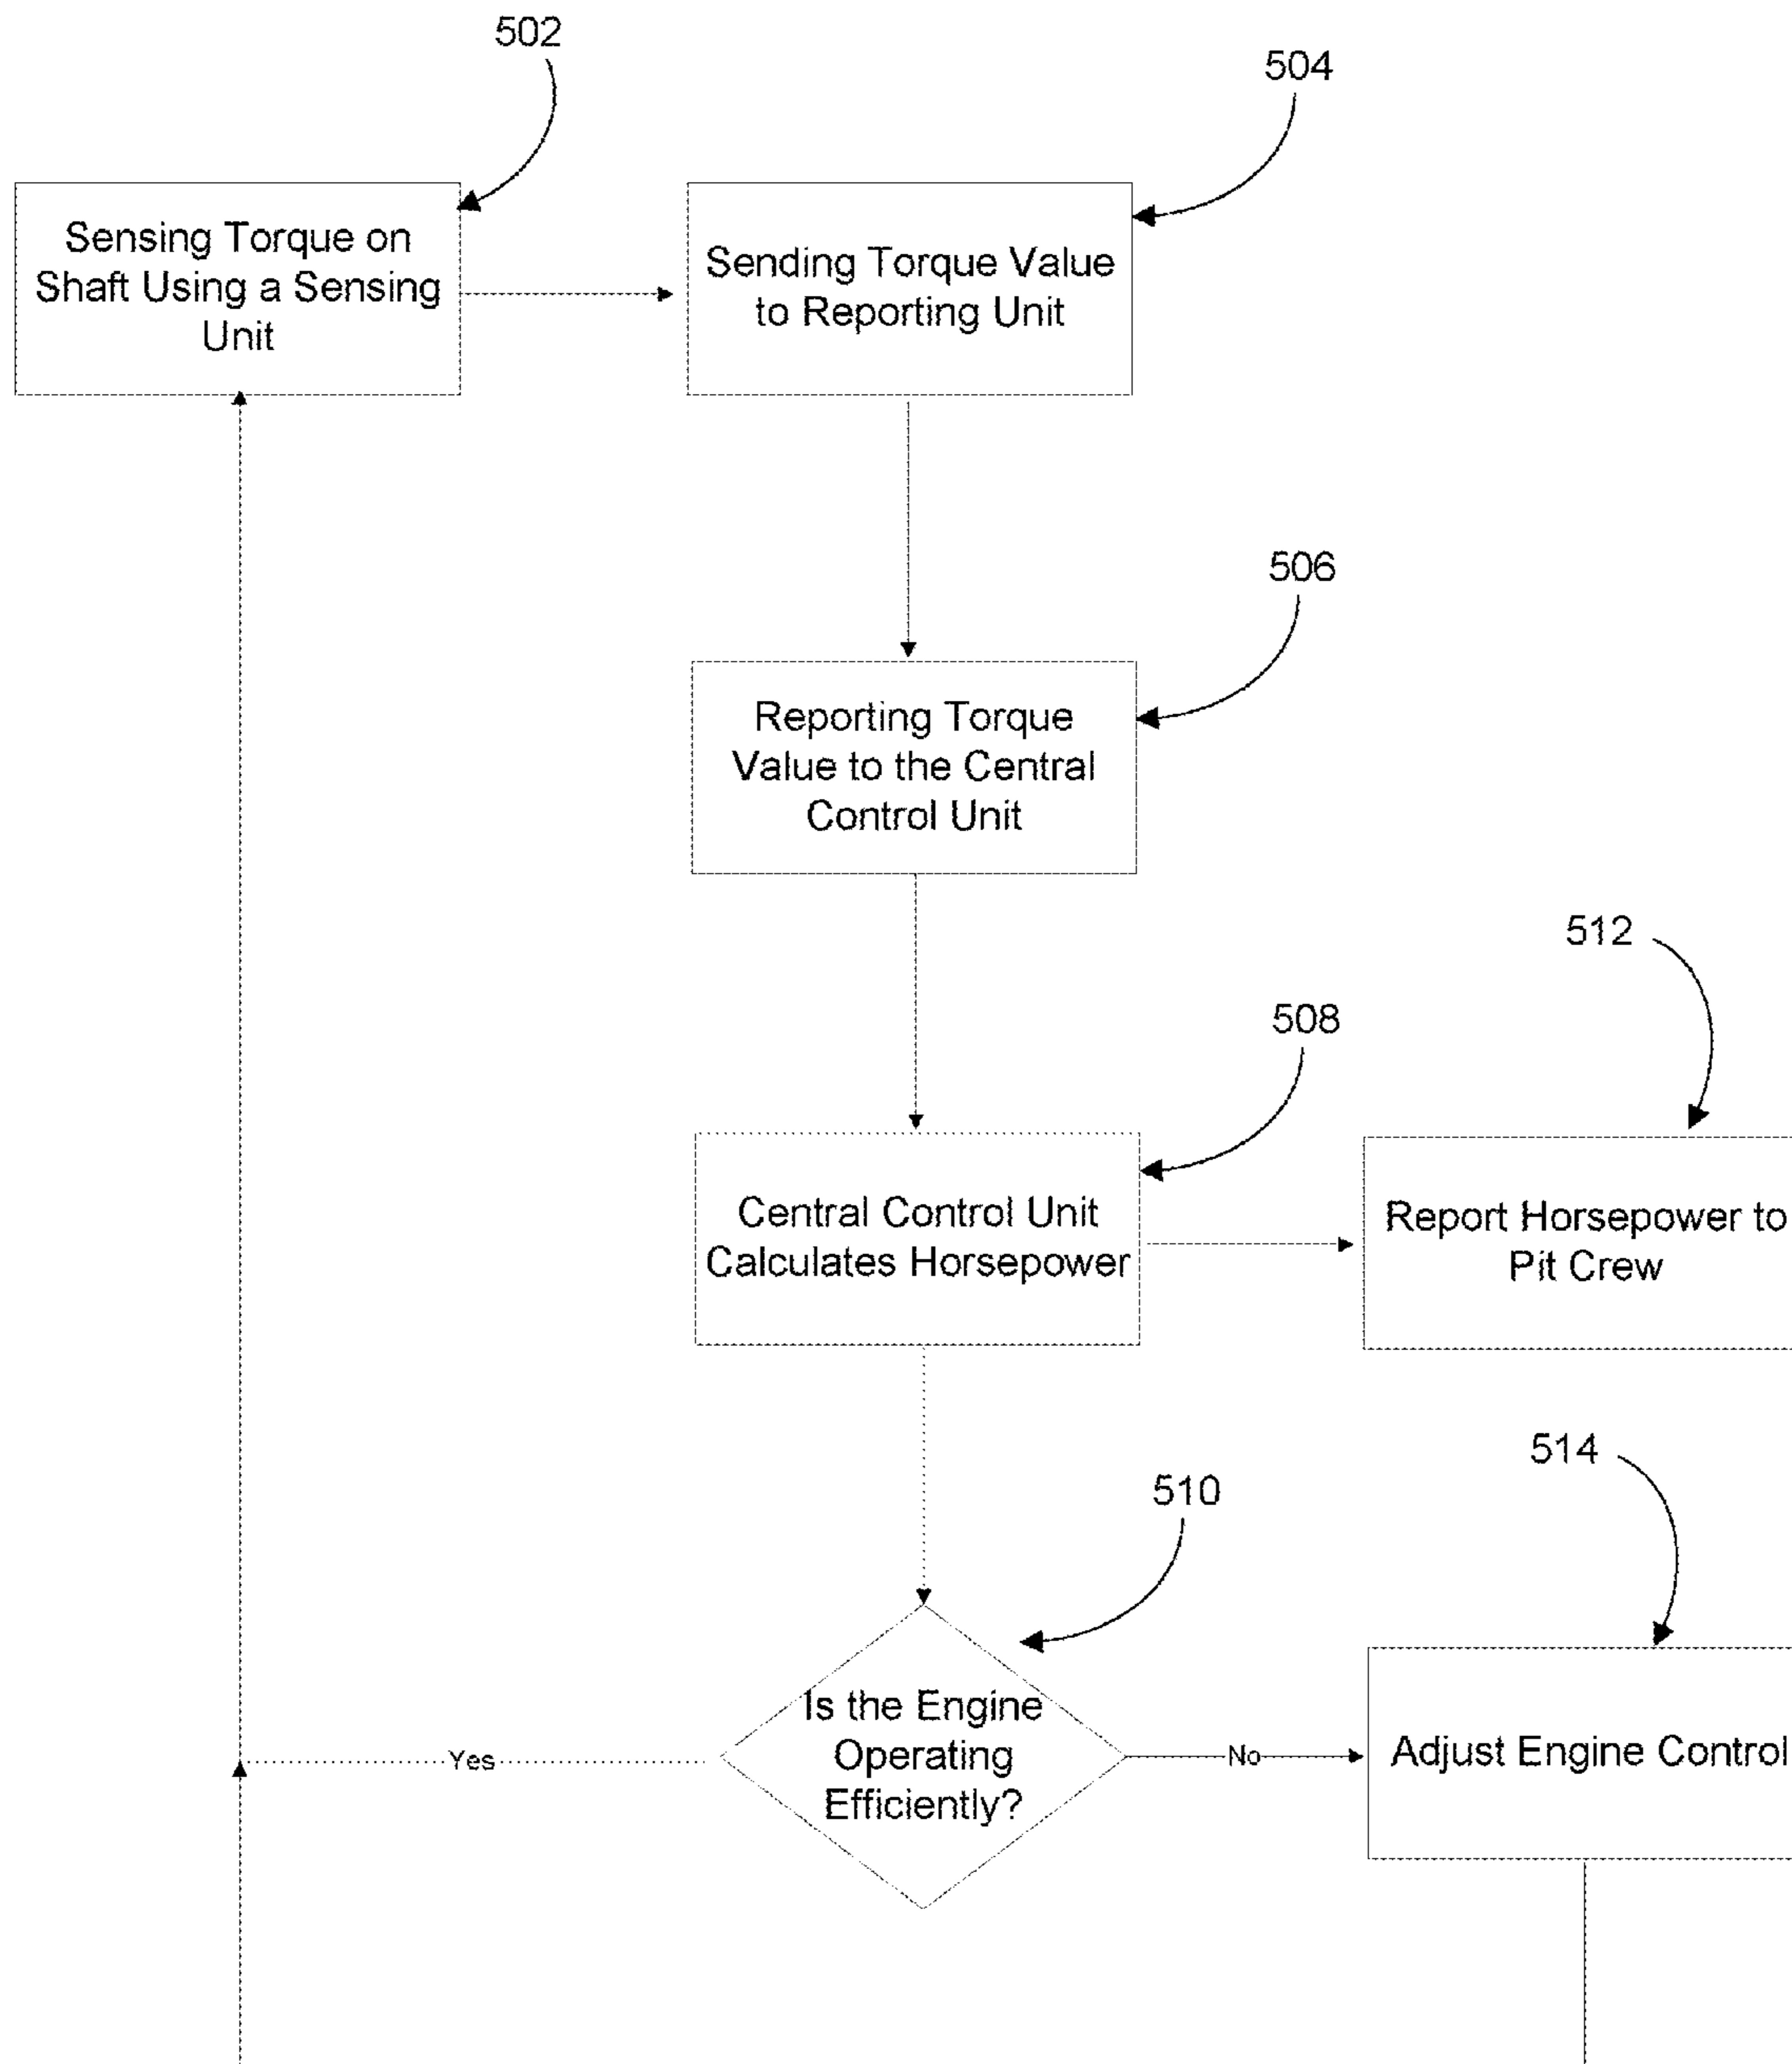 502
504
Sensing Torque on
Shaft Using a Sensing
Unit
Sending Torque Value
to Reporting Unit
506
Reporting Torque
Value to the Central
Control Unit
512
508
Central Control Unit
Calculates Horsepower
Report Horsepower to
Pit Crew
514
510
Is the Engine
Operating
Efficiently?
Yes
No
Adjust Engine Control